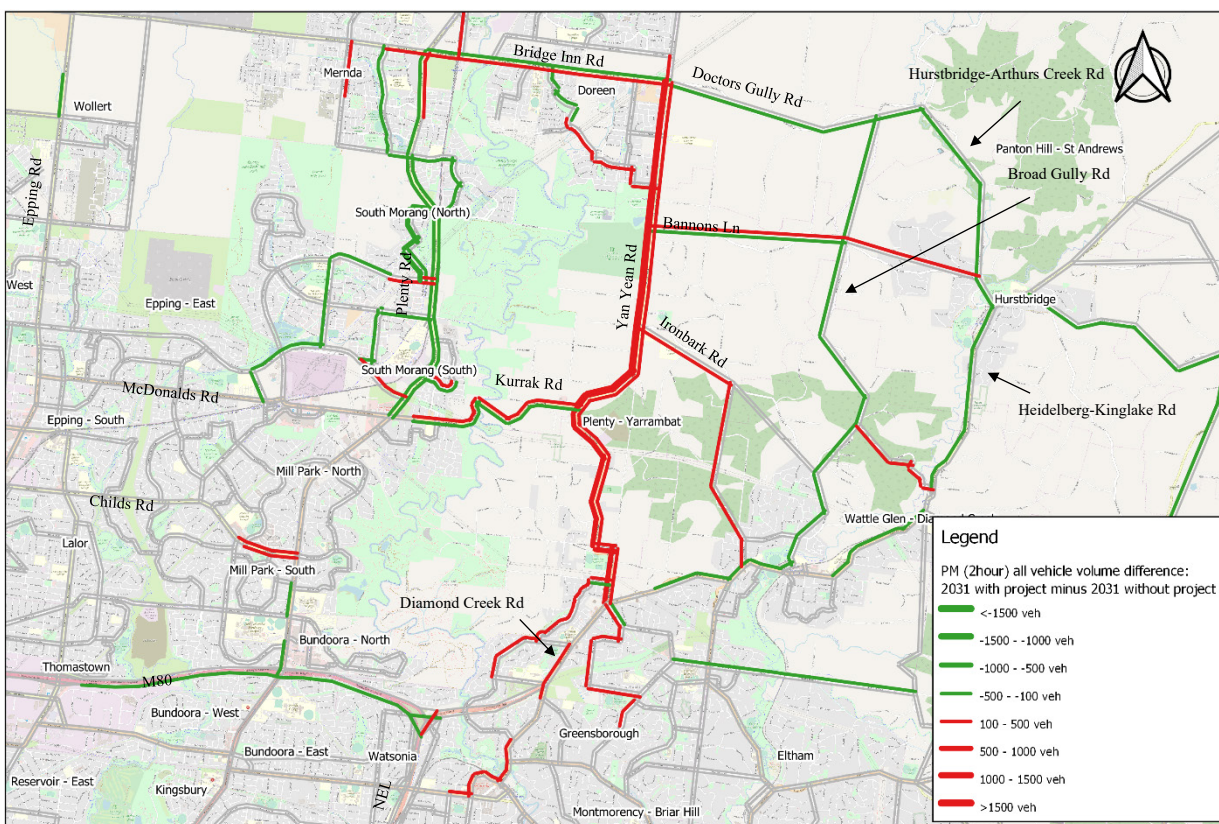 Bridge Inn Rd
Mernda
Doctors Gully Rd
Hurstbridge-Arthurs Creek Rd
Doreen
Wollert
Panton Hill - St Andrews
Broad Gully Rd
Epping Rd
South Morang (North)
Bannons Ln
West
Plenty Rd
Yan Yean Rd
Epping - East
Hurstbridge
Ironbark Rd
South Morang (South)
Kurrak Rd
McDonalds Rd
Heidelberg-Kinglake Rd
Epping - South
Plenty - Yarrambat
Mill Park - North
Childs Rd
Wattle Glen - Diamond
Lalor
Legend
Mill Park - South
PM (2hour) all vehicle volume difference:
2031 with project minus 2031 without project
Diamond Creek Rd
<-1500 veh
Bundoora - North
-1500 - -1000 veh
Thomastown
-1000 - -500 veh
M80
-500 - -100 veh
Bundoora - West
100 - 500 veh
Greensborough
Bundoora - East
Watsonia
500 - 1000 veh
Eltham
Reservoir - East
1000 - 1500 veh
Kingsbury
NEL
>1500 veh
Montmorency - Briar Hill